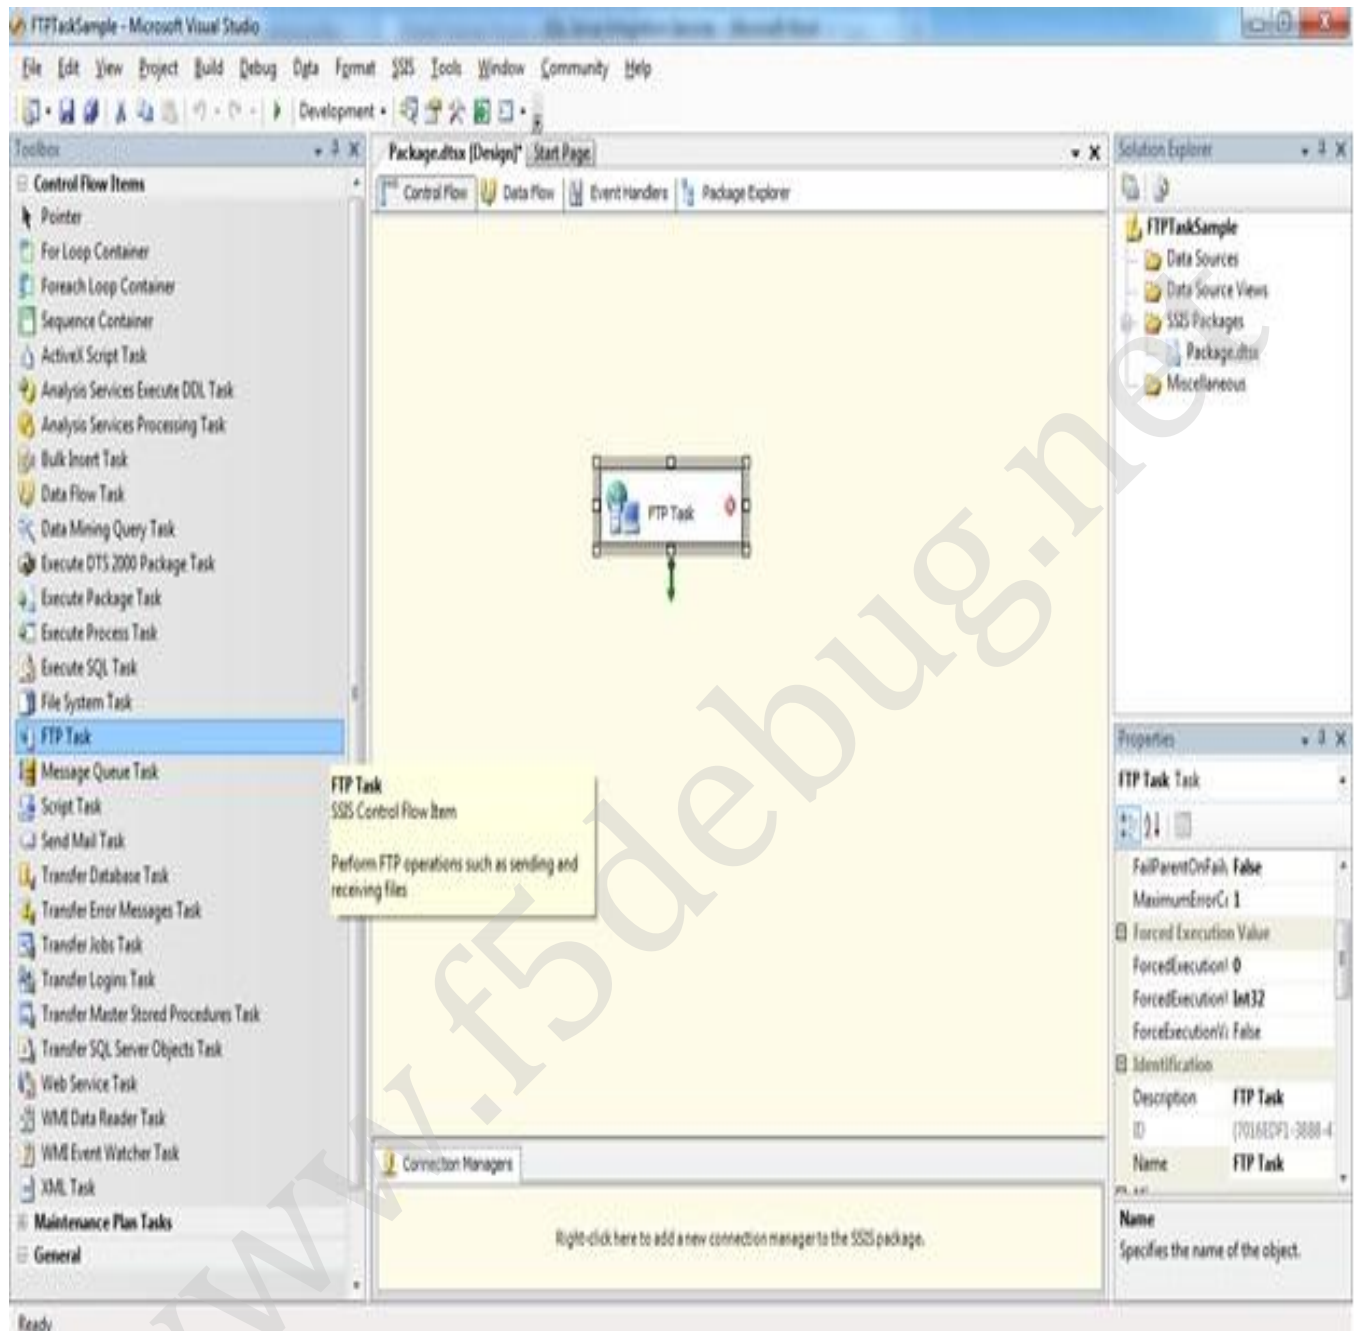 FTPTaskSample - Microsoft Visual Studio
File Edit View Project Build Debug Data Format SSIS Tools Window Community Help
Development
Toolbox
Control Flow Items
Pointer
For Loop Container
Foreach Loop Container
Sequence Container
ActiveX Script Task
Analysis Services Execute DDL Task
Analysis Services Processing Task
Bulk Insert Task
Data Flow Task
Data Mining Query Task
Execute DTS 2000 Package Task
Execute Package Task
Execute Process Task
Execute SQL Task
File System Task
FTP Task
Message Queue Task
Script Task
Send Mail Task
Transfer Database Task
Transfer Error Messages Task
Transfer Jobs Task
Transfer Logins Task
Transfer Master Stored Procedures Task
Transfer SQL Server Objects Task
Web Service Task
WMI Data Reader Task
WMI Event Watcher Task
XML Task
Maintenance Plan Tasks
General
Package.dtsx [Design]* Start Page
Control Flow Data Flow Event Handlers Package Explorer
FTP Task
FTP Task
SSIS Control Flow Item
Perform FTP operations such as sending and
receiving files
Connection Managers
Right-click here to add a new connection manager to the SSIS package.
Solution Explorer
FTPTaskSample
Data Sources
Data Source Views
SSIS Packages
Package.dtsx
Miscellaneous
Properties
FTP Task Task
FailParentOnFail False
MaximumErrorC 1
Forced Execution Value
ForcedExecution 0
ForcedExecution Int32
ForceExecutionV False
Identification
Description FTP Task
ID {7016EDF1-3888-4
Name FTP Task
Name
Specifies the name of the object.
Ready
www.f5debug.net